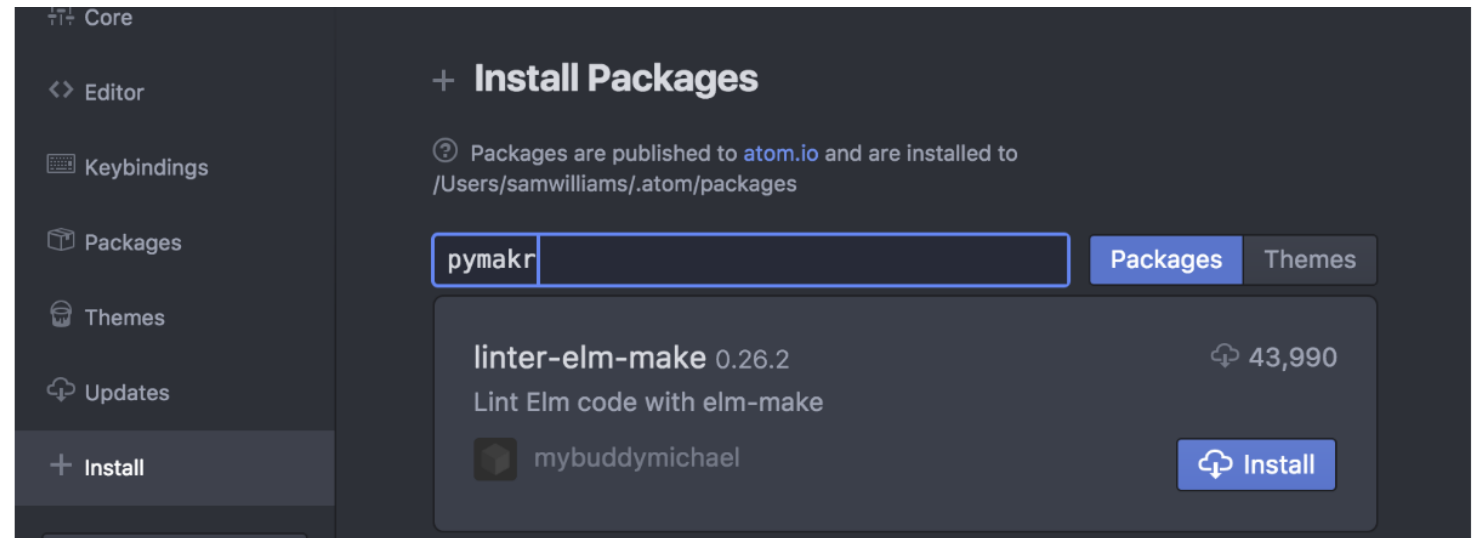 Core
Editor
Keybindings
Packages
Themes
Updates
Install
Install Packages
Packages are published to atom.io and are installed to
/Users/samwilliams/.atom/packages
pymakr
Packages Themes
linter-elm-make 0.26.2 43,990
Lint Elm code with elm-make
mybuddymichael
Install